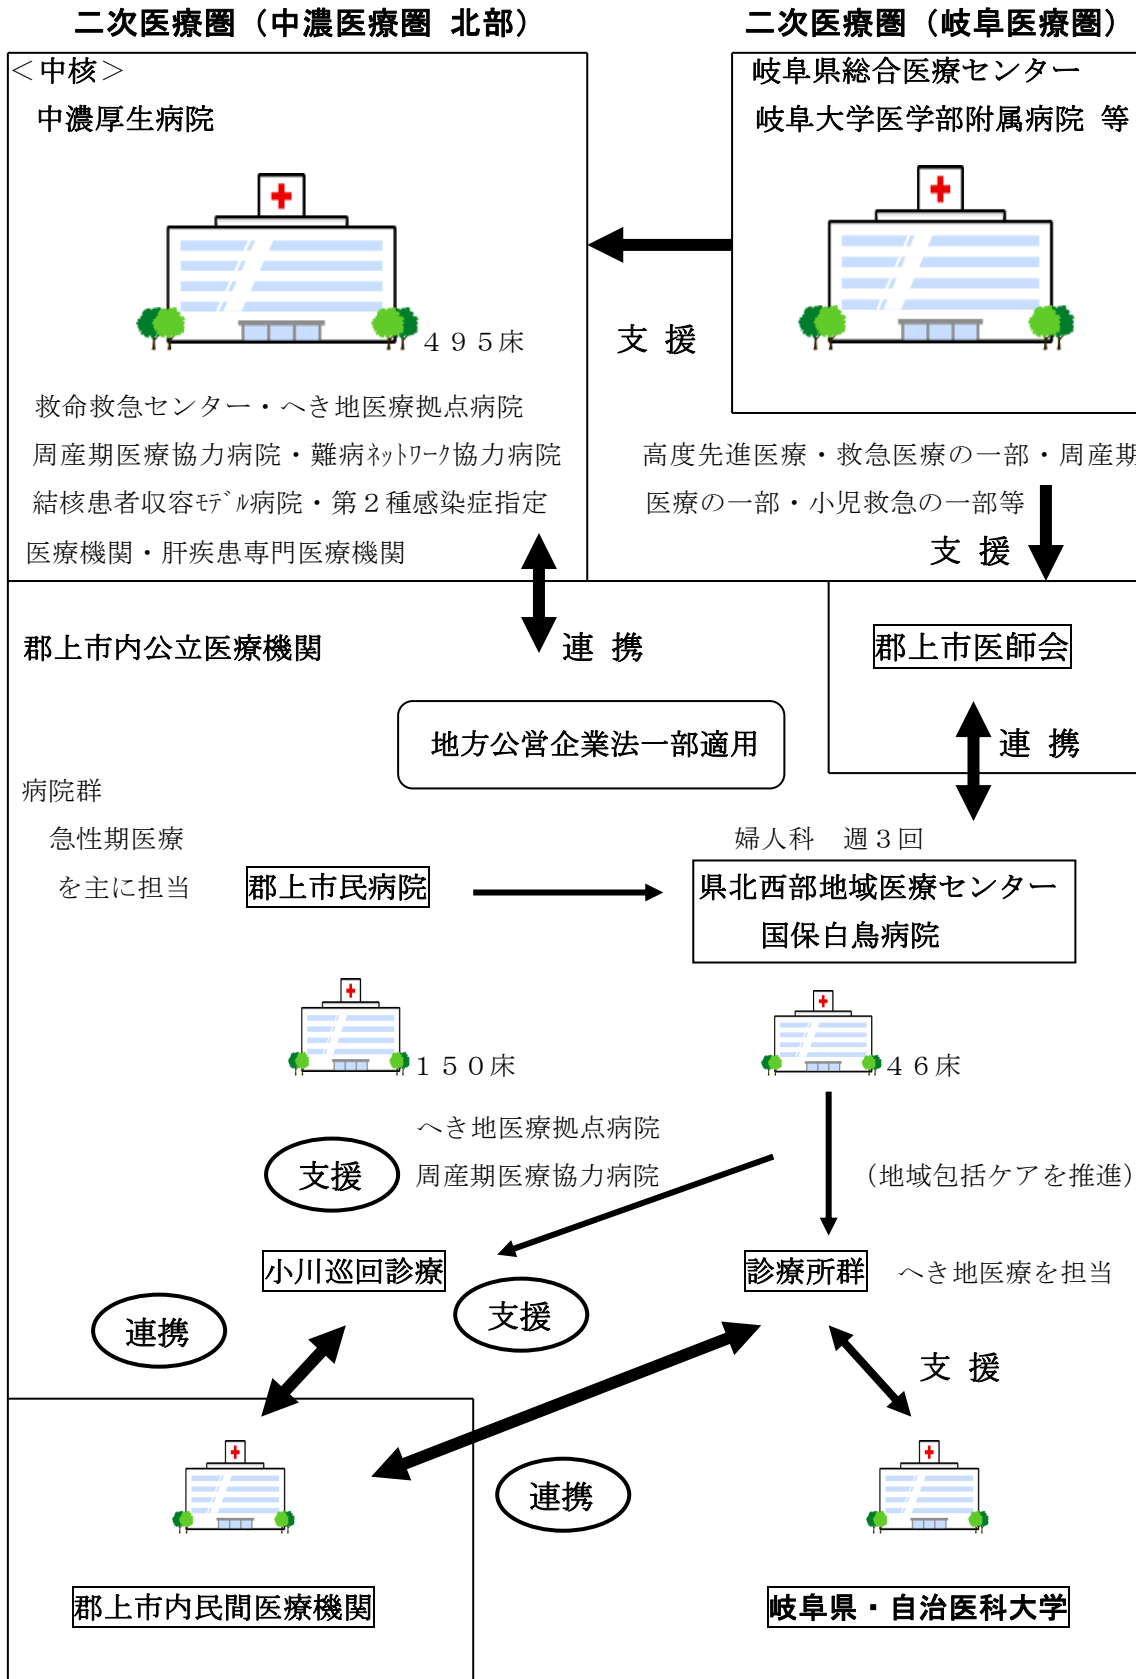 二次医療圏（中濃医療圏 北部）
二次医療圏（岐阜医療圏）
＜中核＞
中濃厚生病院
４９５床
救命救急センター・へき地医療拠点病院
周産期医療協力病院・難病ﾈｯﾄﾜｰｸ協力病院
結核患者収容ﾓﾃﾞﾙ病院・第２種感染症指定
医療機関・肝疾患専門医療機関
支 援
岐阜県総合医療センター
岐阜大学医学部附属病院 等
高度先進医療・救急医療の一部・周産期
医療の一部・小児救急の一部等
支 援
郡上市内公立医療機関
連 携
郡上市医師会
地方公営企業法一部適用
連 携
病院群
急性期医療
を主に担当
郡上市民病院
婦人科　週３回
県北西部地域医療センター
国保白鳥病院
１５０床
４６床
へき地医療拠点病院
周産期医療協力病院
支援
（地域包括ケアを推進）
小川巡回診療
支援
診療所群
へき地医療を担当
連携
支 援
連携
郡上市内民間医療機関
岐阜県・自治医科大学